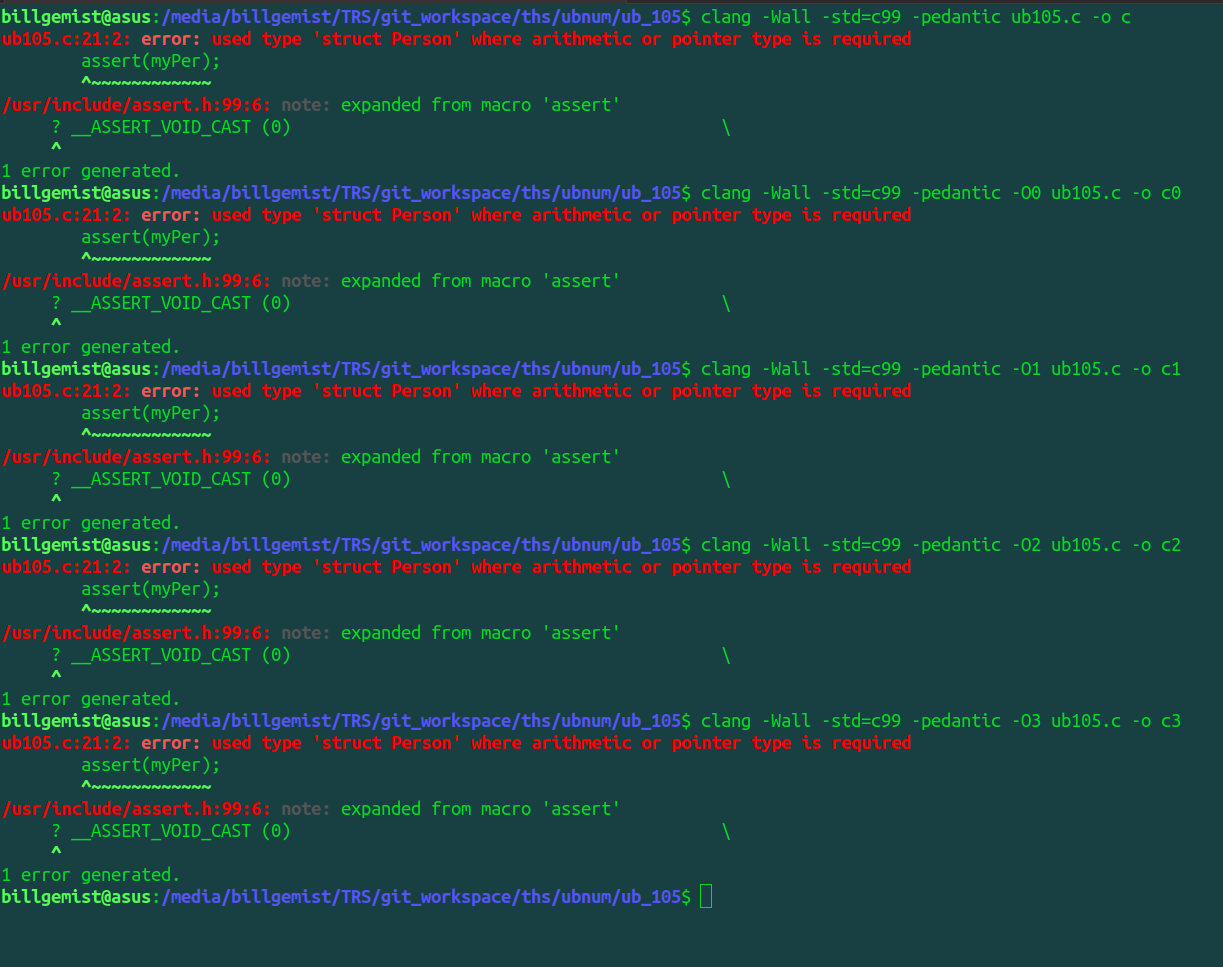 billgemist@asus:/media/billgemist/TRS/git_workspace/ths/ubnum/ub_105$ clang -Wall -std=c99 -pedantic ub105.c -o c
ub105.c:21:2: error: used type 'struct Person' where arithmetic or pointer type is required
        assert(myPer);
        ^~~~~~~~~~~~~
/usr/include/assert.h:99:6: note: expanded from macro 'assert'
     ? __ASSERT_VOID_CAST (0)                                           \
     ^
1 error generated.
billgemist@asus:/media/billgemist/TRS/git_workspace/ths/ubnum/ub_105$ clang -Wall -std=c99 -pedantic -O0 ub105.c -o c0
ub105.c:21:2: error: used type 'struct Person' where arithmetic or pointer type is required
        assert(myPer);
        ^~~~~~~~~~~~~
/usr/include/assert.h:99:6: note: expanded from macro 'assert'
     ? __ASSERT_VOID_CAST (0)                                           \
     ^
1 error generated.
billgemist@asus:/media/billgemist/TRS/git_workspace/ths/ubnum/ub_105$ clang -Wall -std=c99 -pedantic -O1 ub105.c -o c1
ub105.c:21:2: error: used type 'struct Person' where arithmetic or pointer type is required
        assert(myPer);
        ^~~~~~~~~~~~~
/usr/include/assert.h:99:6: note: expanded from macro 'assert'
     ? __ASSERT_VOID_CAST (0)                                           \
     ^
1 error generated.
billgemist@asus:/media/billgemist/TRS/git_workspace/ths/ubnum/ub_105$ clang -Wall -std=c99 -pedantic -O2 ub105.c -o c2
ub105.c:21:2: error: used type 'struct Person' where arithmetic or pointer type is required
        assert(myPer);
        ^~~~~~~~~~~~~
/usr/include/assert.h:99:6: note: expanded from macro 'assert'
     ? __ASSERT_VOID_CAST (0)                                           \
     ^
1 error generated.
billgemist@asus:/media/billgemist/TRS/git_workspace/ths/ubnum/ub_105$ clang -Wall -std=c99 -pedantic -O3 ub105.c -o c3
ub105.c:21:2: error: used type 'struct Person' where arithmetic or pointer type is required
        assert(myPer);
        ^~~~~~~~~~~~~
/usr/include/assert.h:99:6: note: expanded from macro 'assert'
     ? __ASSERT_VOID_CAST (0)                                           \
     ^
1 error generated.
billgemist@asus:/media/billgemist/TRS/git_workspace/ths/ubnum/ub_105$